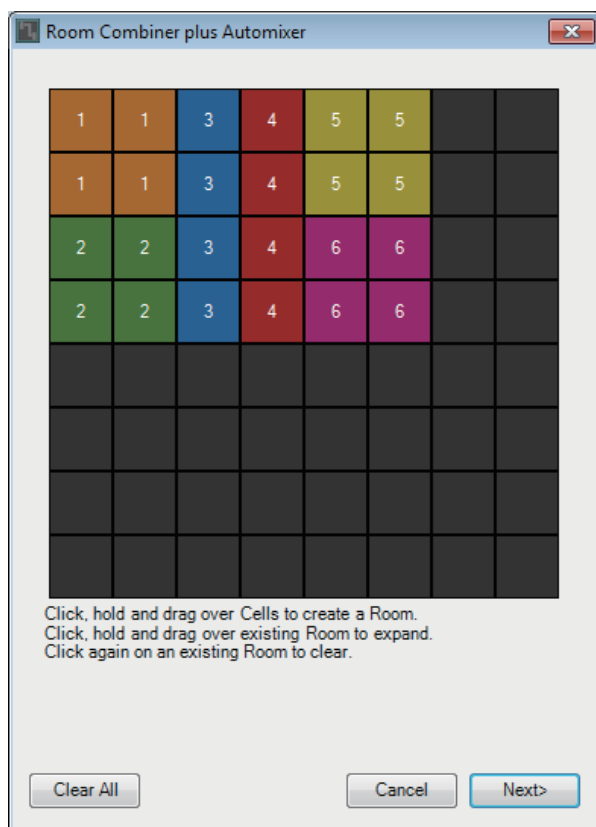 Room Combiner plus Automixer
1 1 3 4 5 5
1 1 3 4 5 5
2 2 3 4 6 6
2 2 3 4 6 6
Click, hold and drag over Cells to create a Room.
Click, hold and drag over existing Room to expand.
Click again on an existing Room to clear.
Clear All Cancel Next>